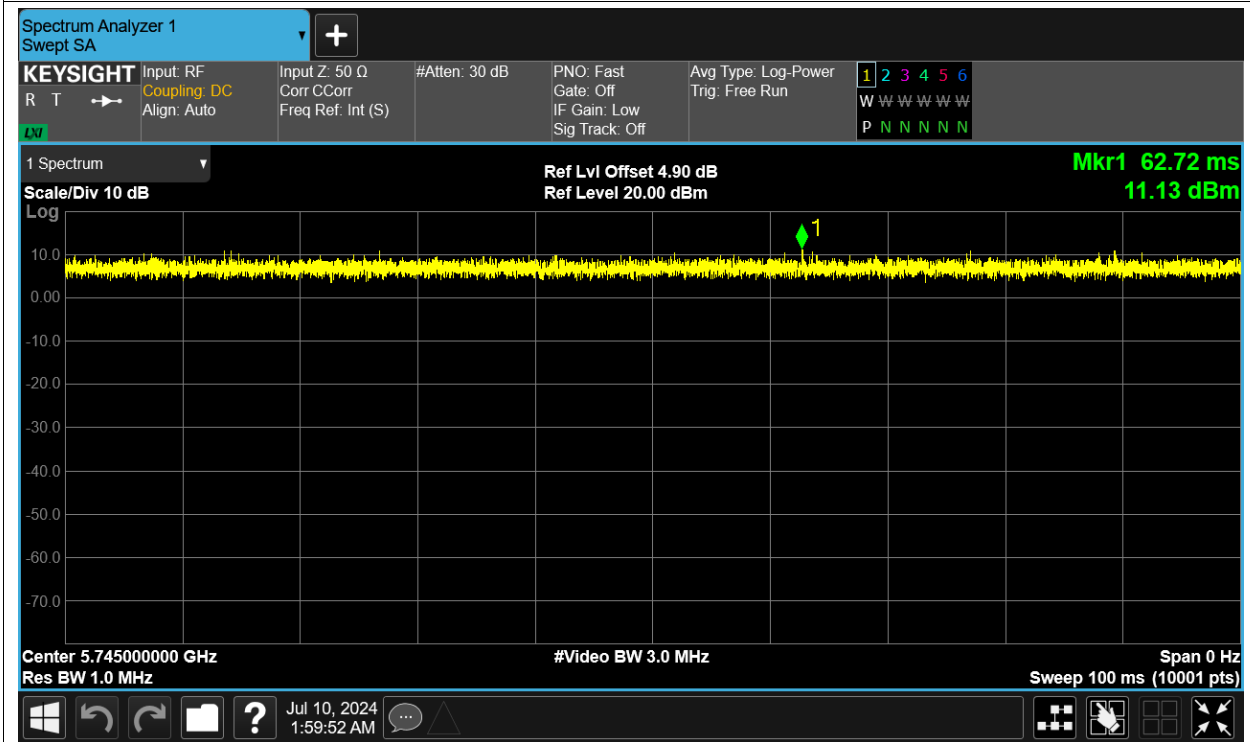 Spectrum Analyzer 1
Swept SA
+
KEYSIGHT
R T
LXI
Input: RF
Coupling: DC
Align: Auto
Input Z: 50 Ω
Corr CCorr
Freq Ref: Int (S)
#Atten: 30 dB
PNO: Fast
Gate: Off
IF Gain: Low
Sig Track: Off
Avg Type: Log-Power
Trig: Free Run
1 2 3 4 5 6
W W W W W W
P N N N N N
1 Spectrum
Scale/Div 10 dB
Log
Ref Lvl Offset 4.90 dB
Ref Level 20.00 dBm
Mkr1 62.72 ms
11.13 dBm
1
10.0
0.00
-10.0
-20.0
-30.0
-40.0
-50.0
-60.0
-70.0
Center 5.745000000 GHz
Res BW 1.0 MHz
#Video BW 3.0 MHz
Span 0 Hz
Sweep 100 ms (10001 pts)
?
Jul 10, 2024
1:59:52 AM